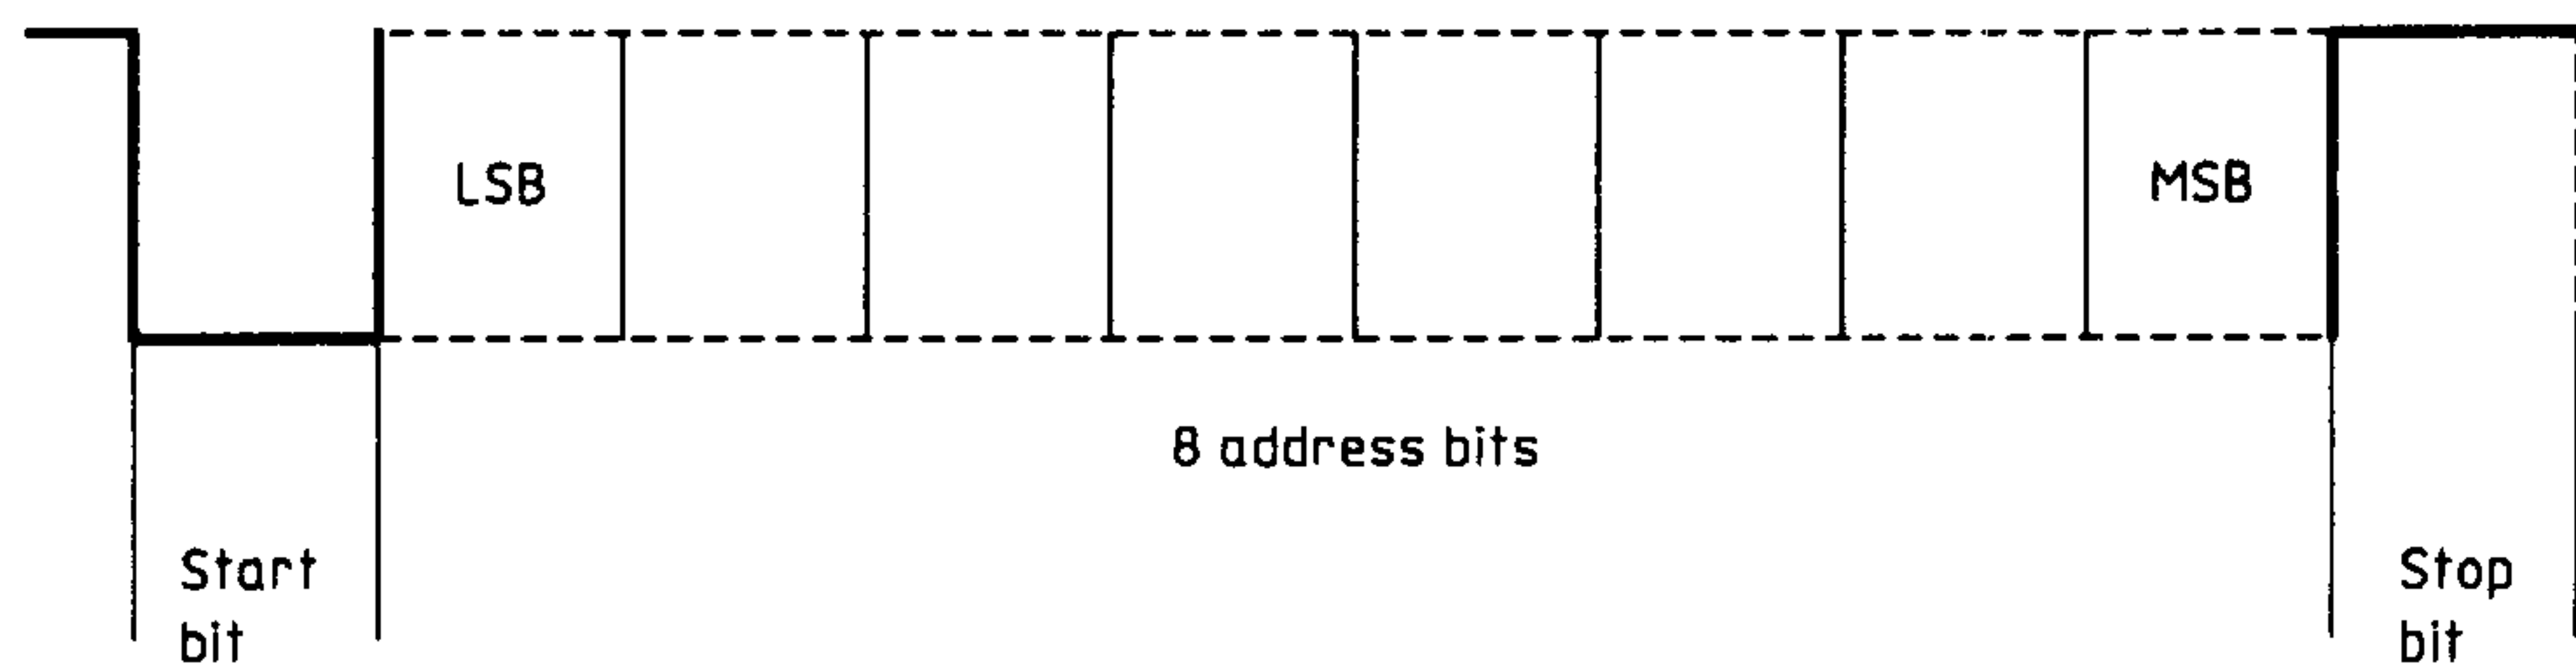 LSB
MSB
8 address bits
Start
bit
Stop
bit